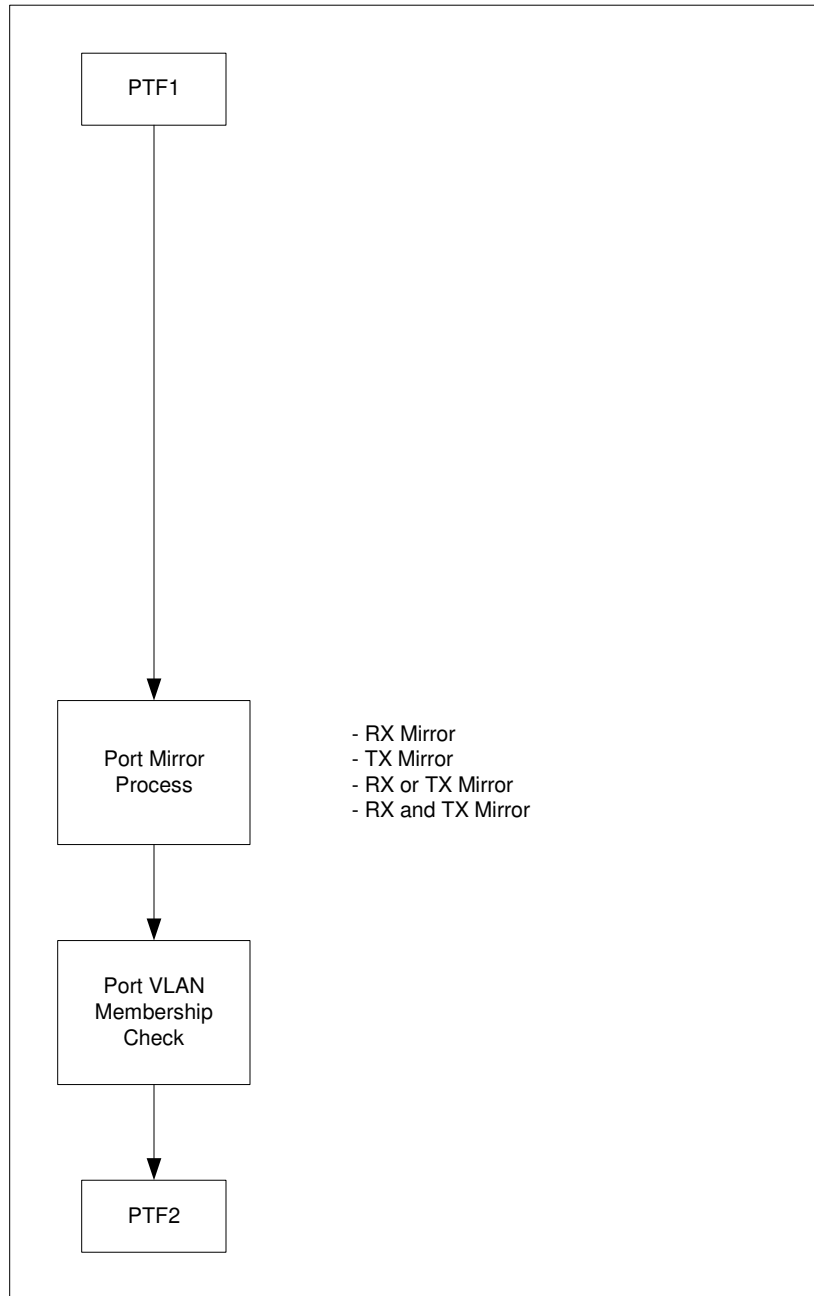 PTF1
Port Mirror
Process
- RX Mirror
- TX Mirror
- RX or TX Mirror
- RX and TX Mirror
Port VLAN
Membership
Check
PTF2